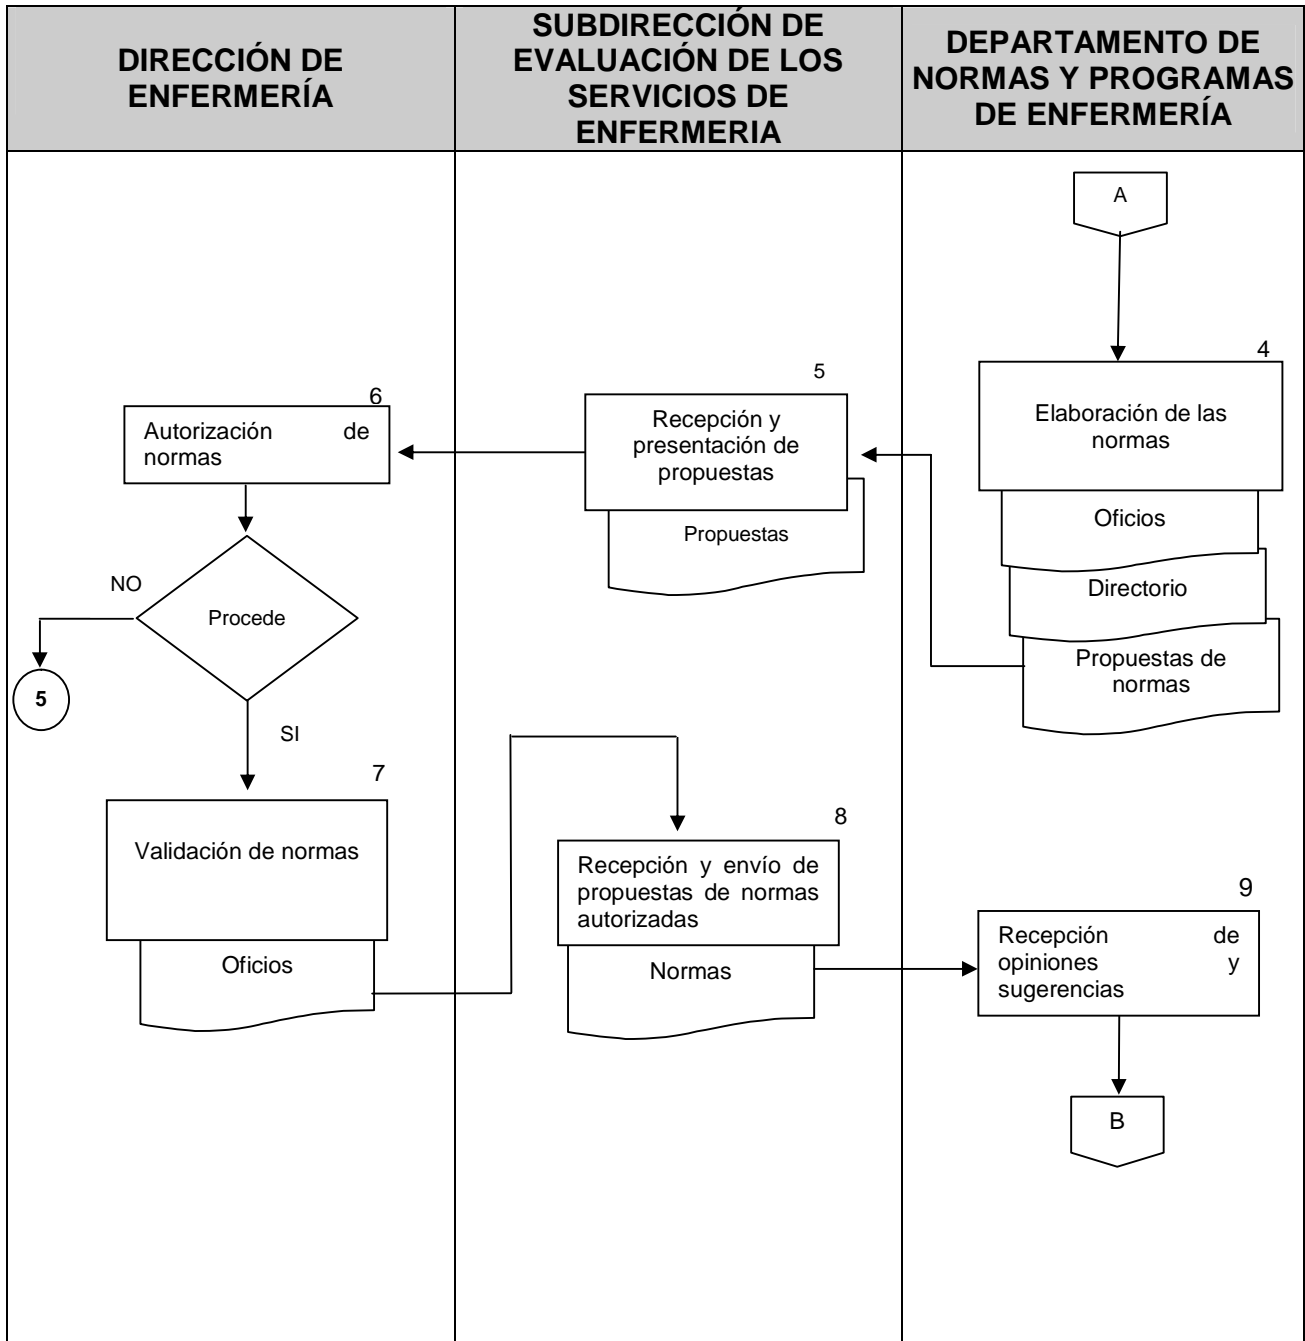 DIRECCIÓN DE
ENFERMERÍA
SUBDIRECCIÓN DE
EVALUACIÓN DE LOS
SERVICIOS DE
ENFERMERIA
DEPARTAMENTO DE
NORMAS Y PROGRAMAS
DE ENFERMERÍA
A
4
Elaboración de las
normas
Oficios
Directorio
Propuestas de
normas
5
Recepción y
presentación de
propuestas
Propuestas
6
Autorización de
normas
Procede
NO
5
SI
7
Validación de normas
Oficios
8
Recepción y envío de
propuestas de normas
autorizadas
Normas
9
Recepción de
opiniones y
sugerencias
B